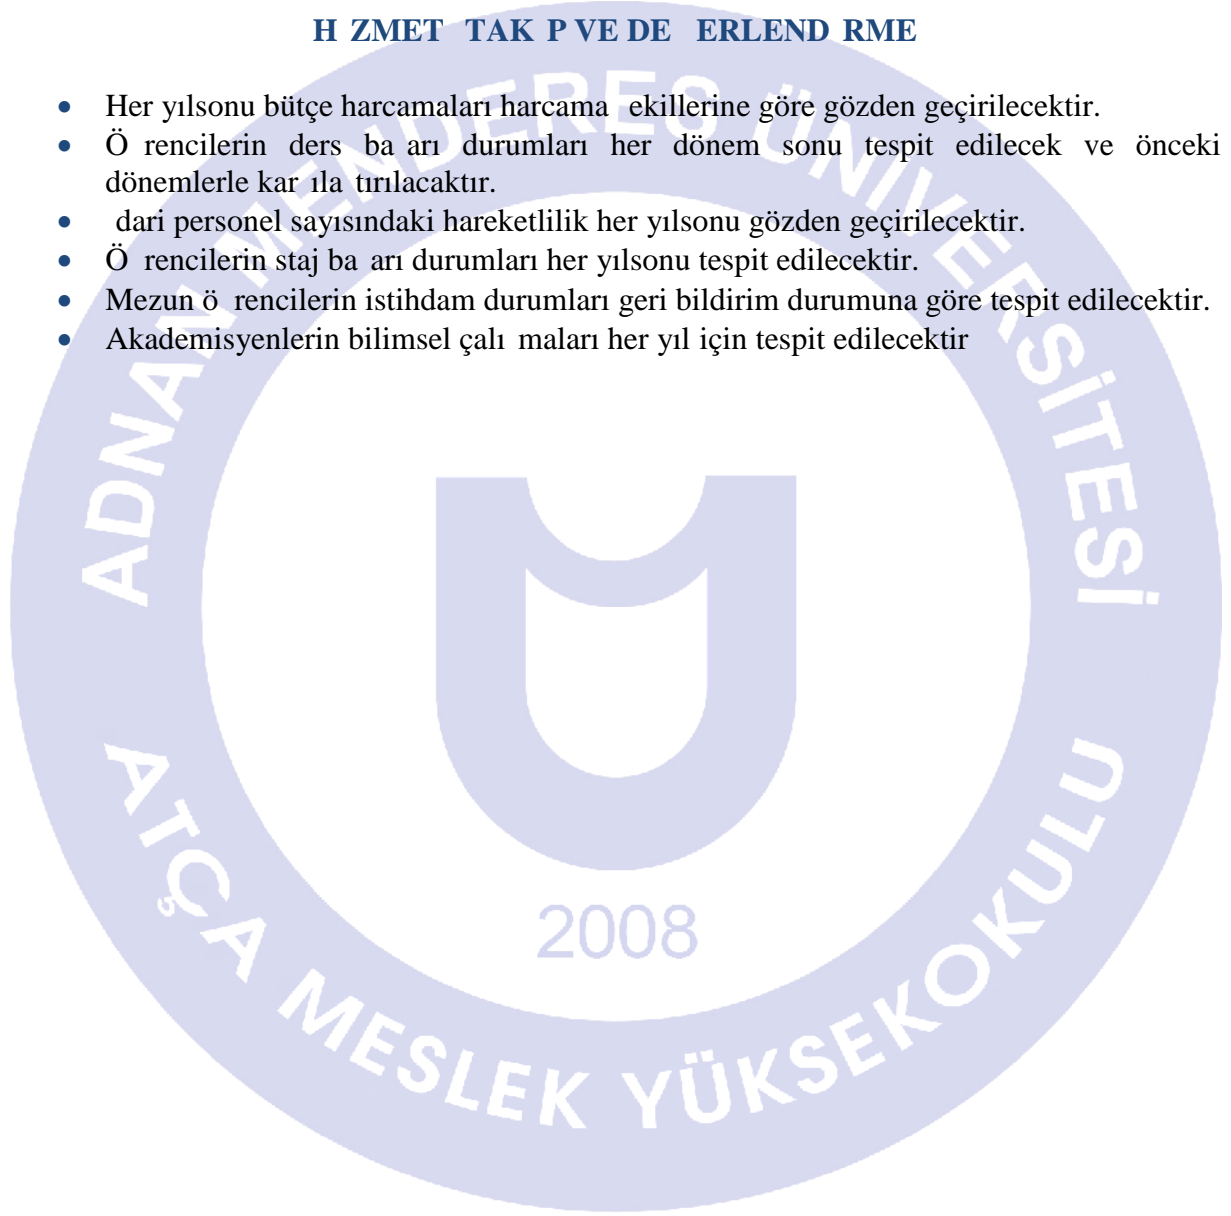 H ZMET TAK P VE DE ERLEND RME
• Her yılsonu bütçe harcamaları harcama ekillerine göre gözden geçirilecektir.
• Ö rencilerin ders ba arı durumları her dönem sonu tespit edilecek ve önceki
dönemlerle kar ıla tırılacaktır.
• dari personel sayısındaki hareketlilik her yılsonu gözden geçirilecektir.
• Ö rencilerin staj ba arı durumları her yılsonu tespit edilecektir.
• Mezun ö rencilerin istihdam durumları geri bildirim durumuna göre tespit edilecektir.
• Akademisyenlerin bilimsel çalı maları her yıl için tespit edilecektir
ADNAN MENDERES ÜNİVERSİTESİ
2008
ATÇA MESLEK YÜKSEKOKULU